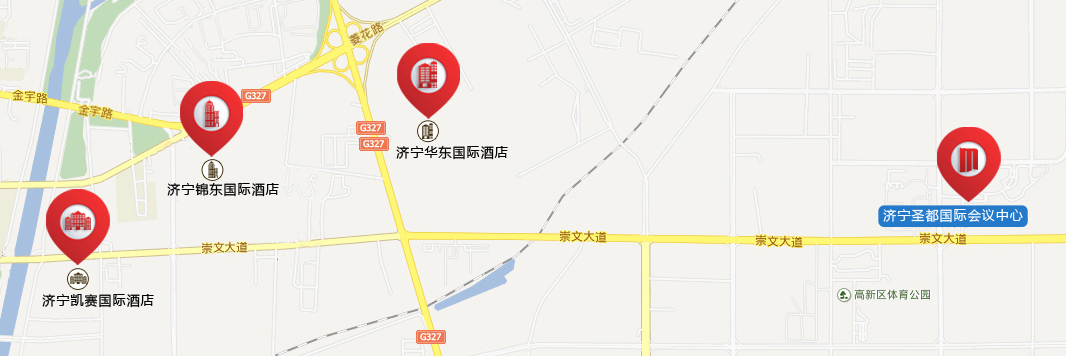 菱花路
金宇路
金宇路
G327
G327
G327
济宁华东国际酒店
济宁锦东国际酒店
济宁圣都国际会议中心
崇文大道
崇文大道
崇文大道
崇文大道
济宁凯赛国际酒店
高新区体育公园
G327